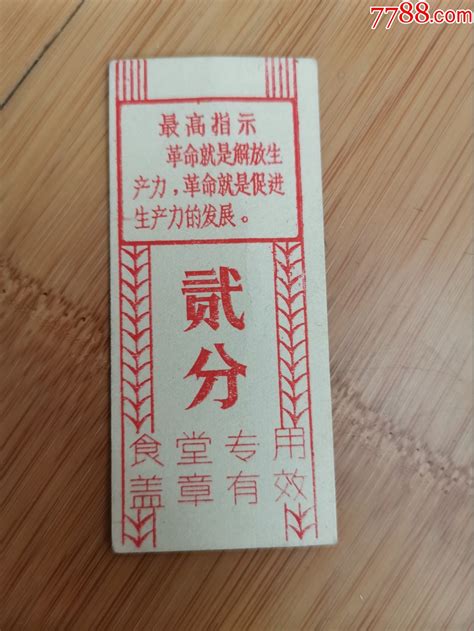 7788.com
最高指示
革命就是解放生
产力，革命就是促进
生产力的发展。
贰
分
食堂专用
盖章有效